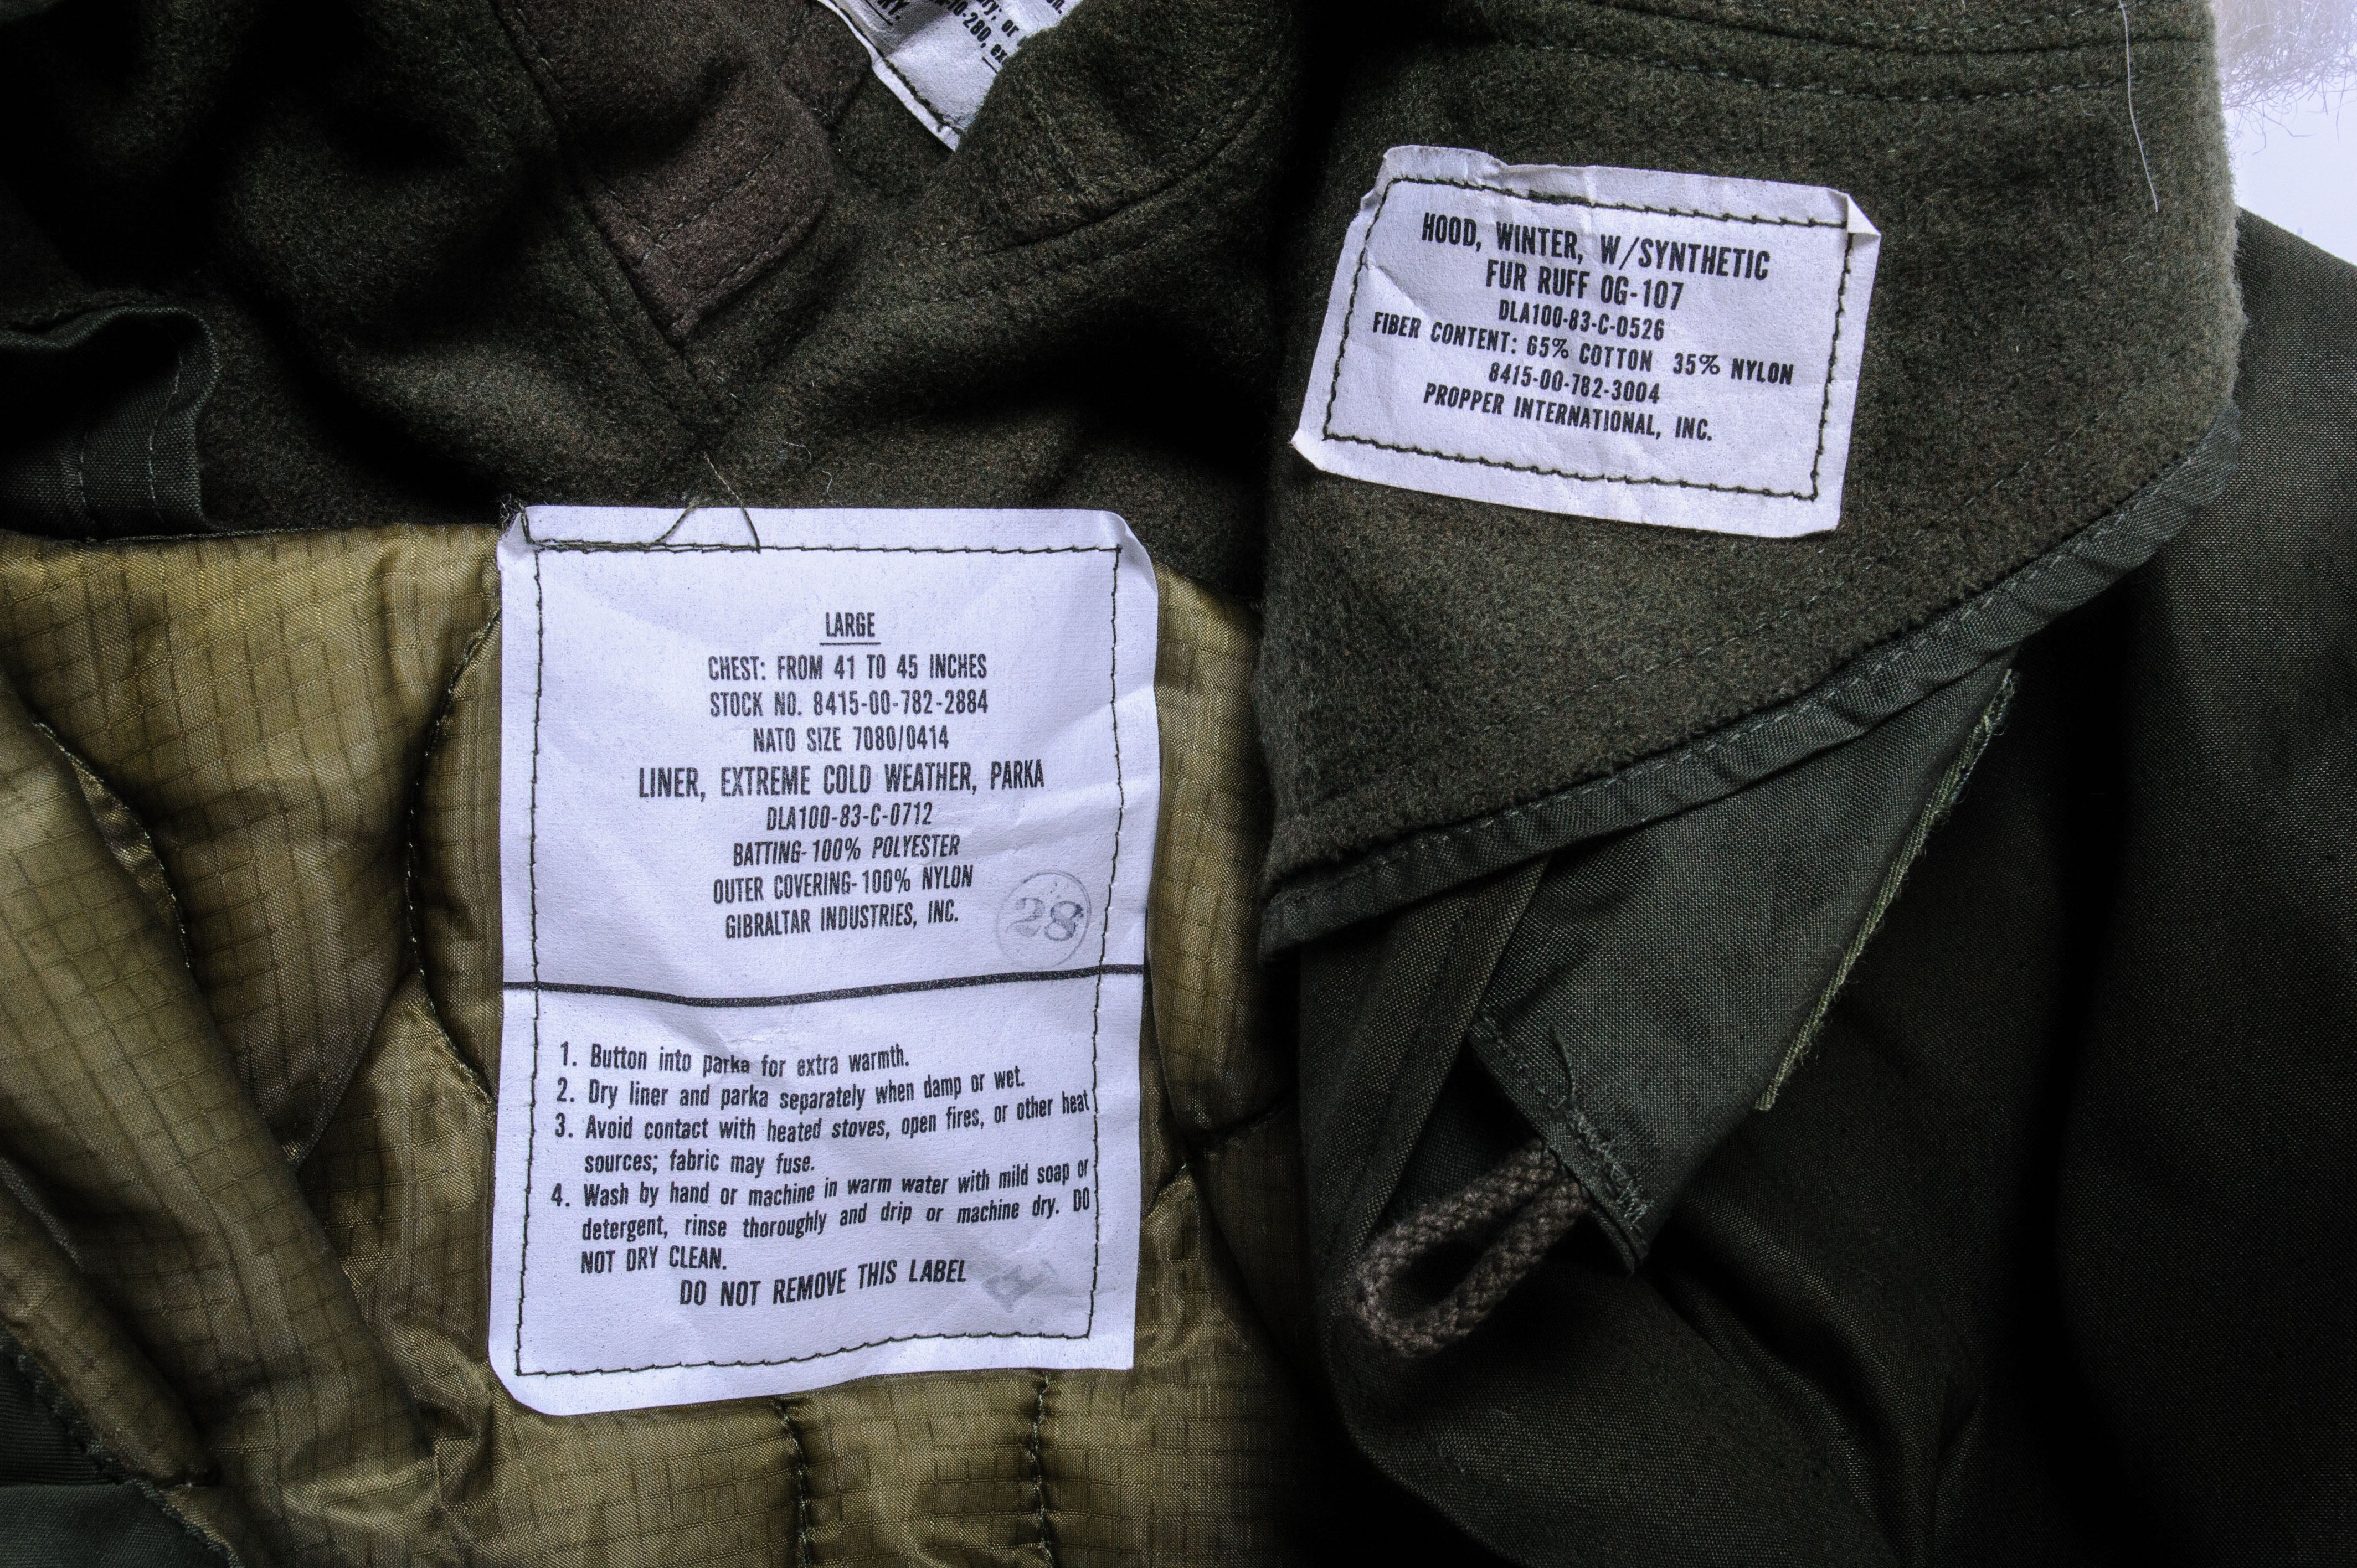 RY.
10-280, ex
ry; or
HOOD, WINTER, W/SYNTHETIC
FUR RUFF OG-107
DLA100-83-C-0526
FIBER CONTENT: 65% COTTON 35% NYLON
8415-00-782-3004
PROPPER INTERNATIONAL, INC.
LARGE
CHEST: FROM 41 TO 45 INCHES
STOCK NO. 8415-00-782-2884
NATO SIZE 7080/0414
LINER, EXTREME COLD WEATHER, PARKA
DLA100-83-C-0712
BATTING-100% POLYESTER
OUTER COVERING-100% NYLON
GIBRALTAR INDUSTRIES, INC.
28
1. Button into parka for extra warmth.
2. Dry liner and parka separately when damp or wet.
3. Avoid contact with heated stoves, open fires, or other heat
sources; fabric may fuse.
4. Wash by hand or machine in warm water with mild soap or
detergent, rinse thoroughly and drip or machine dry. DO
NOT DRY CLEAN.
DO NOT REMOVE THIS LABEL